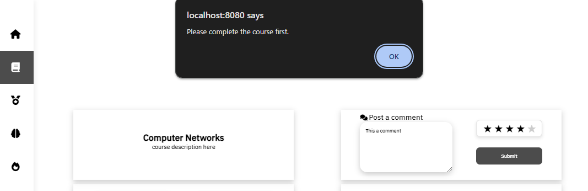 localhost:8080 says
Please complete the course first.
OK
Computer Networks
course description here
Post a comment
This a comment
Submit